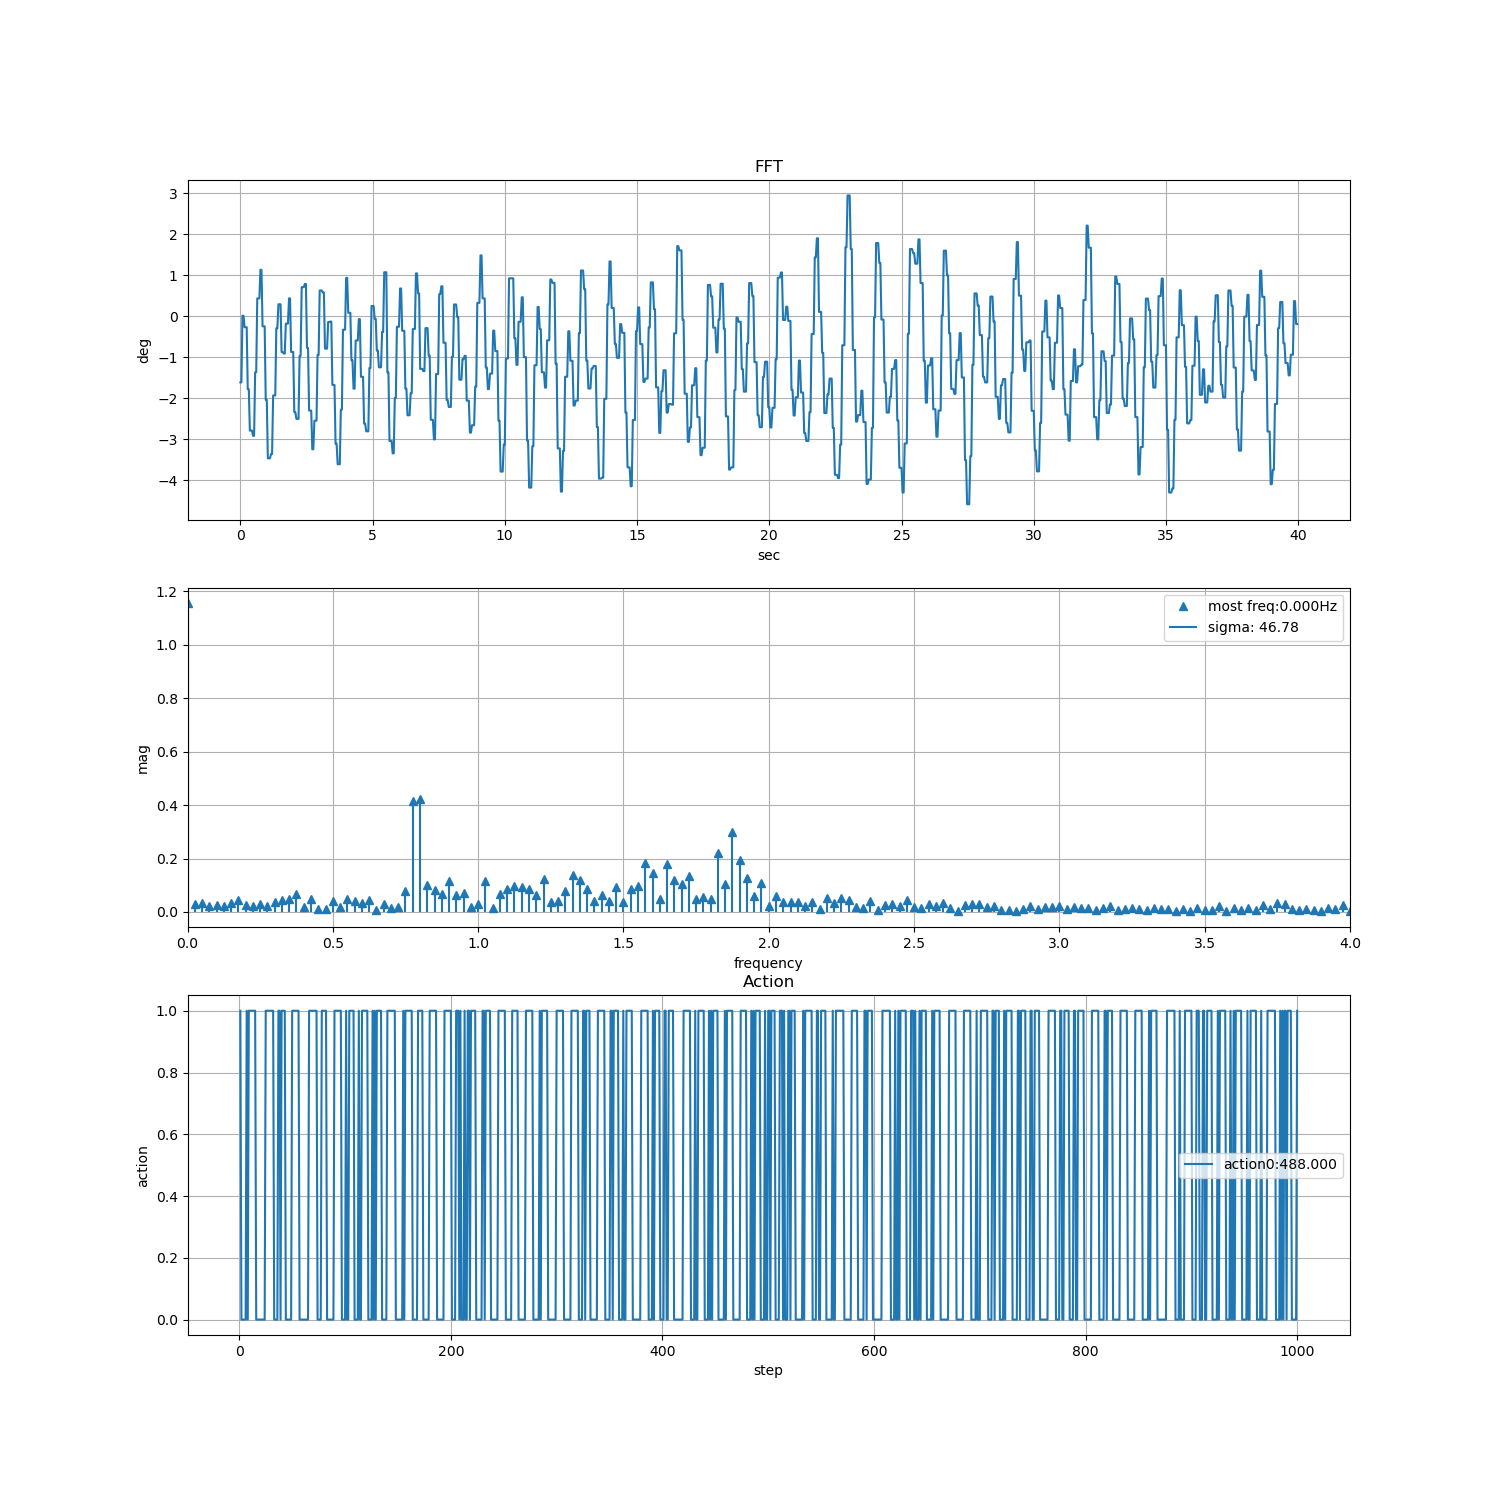 FFT
3
2
1
0
−1
−2
−3
−4
deg
0 5 10 15 20 25 30 35 40
sec
1.2
1.0
0.8
0.6
0.4
0.2
0.0
mag
most freq:0.000Hz
sigma: 46.78
0.0 0.5 1.0 1.5 2.0 2.5 3.0 3.5 4.0
frequency
Action
1.0
0.8
0.6
0.4
0.2
0.0
action
action0:488.000
0 200 400 600 800 1000
step